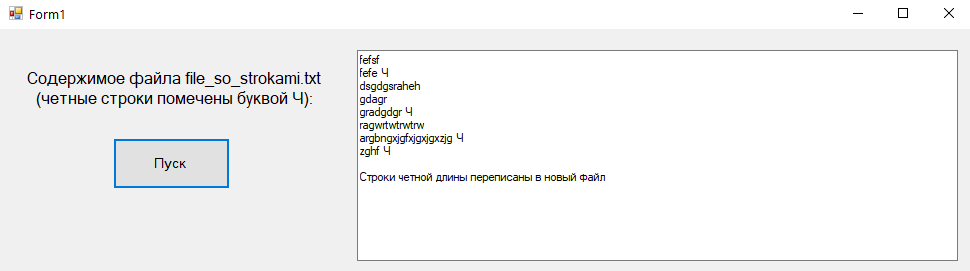 Form1
Содержимое файла file_so_strokami.txt
(четные строки помечены буквой Ч):
Пуск
fefsf
fefe Ч
dsgdgsraheh
gdagr
gradgdgr Ч
ragwrtwtrwtrw
argbngxjgfxjgxjgxzjg Ч
zghf Ч
Строки четной длины переписаны в новый файл